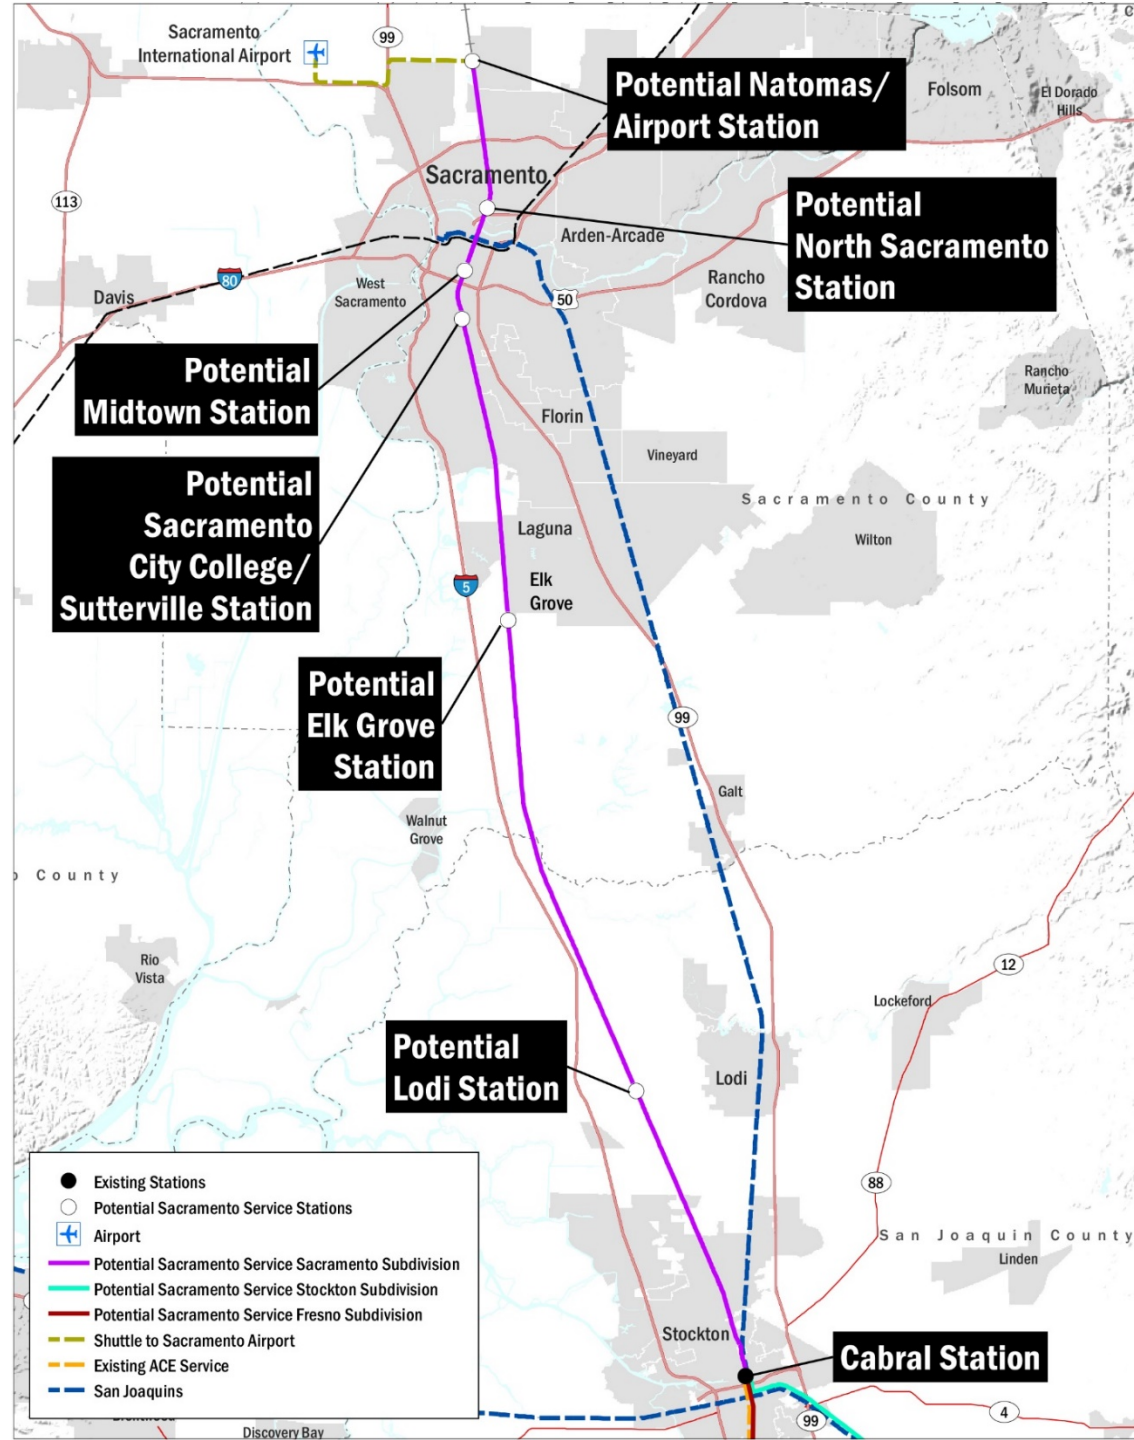 Sacramento
International Airport
99
Potential Natomas/
Airport Station
Folsom
El Dorado
Hills
113
Sacramento
Potential
North Sacramento
Station
Arden-Arcade
Rancho
Cordova
80
West
Sacramento
50
Davis
Potential
Midtown Station
Rancho
Murieta
Florin
Vineyard
Potential
Sacramento
City College/
Sutterville Station
Sacramento County
Laguna
Wilton
Elk
Grove
5
Potential
Elk Grove
Station
99
Galt
Walnut
Grove
County
Rio
Vista
12
Lockeford
Potential
Lodi Station
Lodi
88
San Joaquin County
Linden
Existing Stations
Potential Sacramento Service Stations
Airport
Potential Sacramento Service Sacramento Subdivision
Potential Sacramento Service Stockton Subdivision
Potential Sacramento Service Fresno Subdivision
Shuttle to Sacramento Airport
Existing ACE Service
San Joaquins
Stockton
Cabral Station
99
4
Discovery Bay